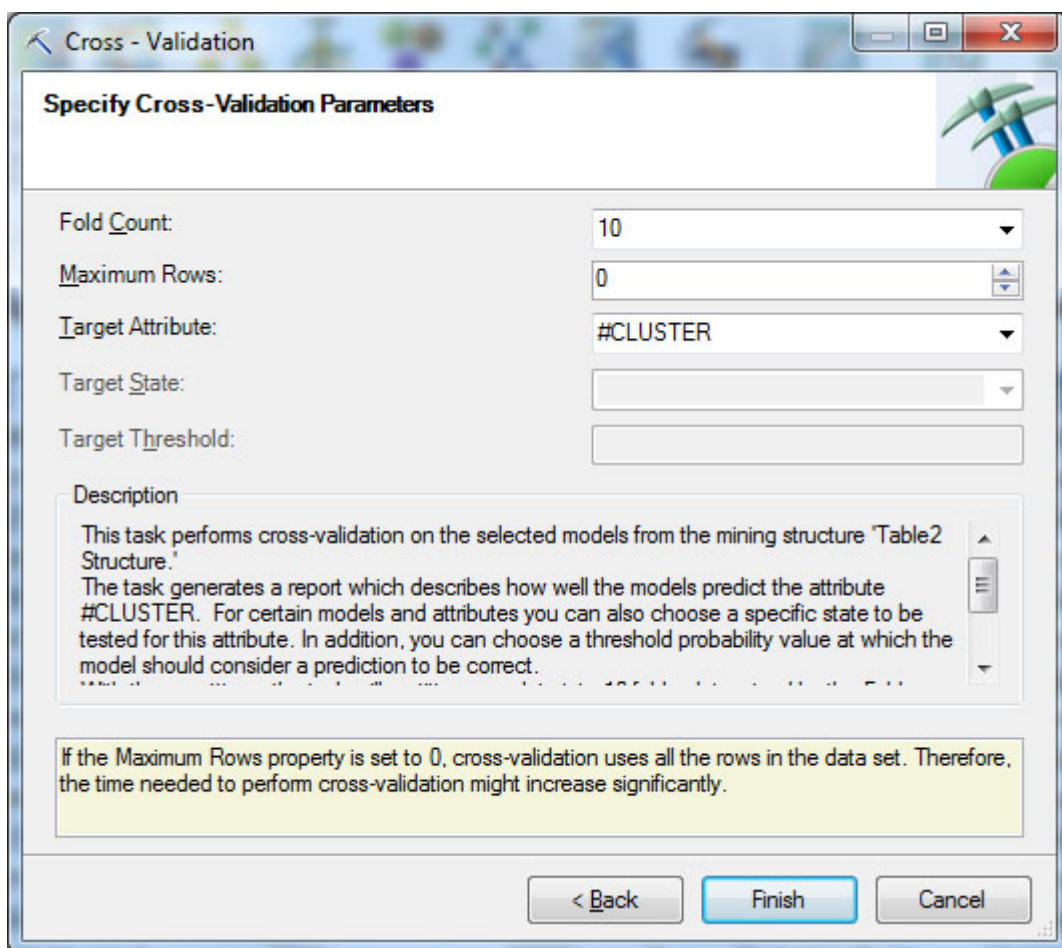 Cross - Validation
Specify Cross-Validation Parameters
Fold Count:
10
Maximum Rows:
0
Target Attribute:
#CLUSTER
Target State:
Target Threshold:
Description
This task performs cross-validation on the selected models from the mining structure 'Table2
Structure.'
The task generates a report which describes how well the models predict the attribute
#CLUSTER.  For certain models and attributes you can also choose a specific state to be
tested for this attribute. In addition, you can choose a threshold probability value at which the
model should consider a prediction to be correct.
If the Maximum Rows property is set to 0, cross-validation uses all the rows in the data set. Therefore,
the time needed to perform cross-validation might increase significantly.
< Back
Finish
Cancel